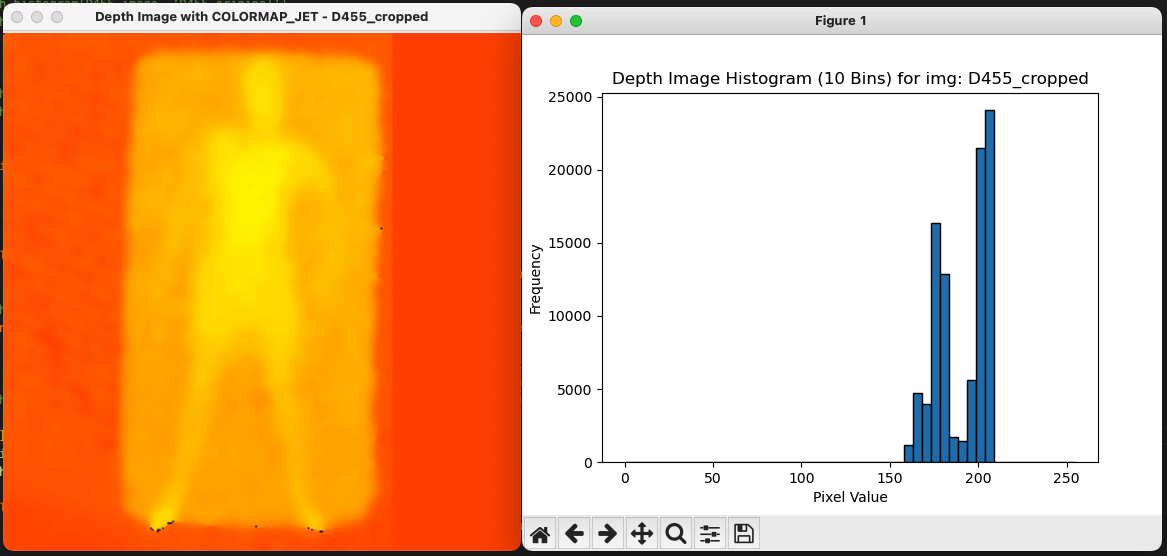 Depth Image with COLORMAP_JET - D455_cropped
Figure 1
Depth Image Histogram (10 Bins) for img: D455_cropped
25000
20000
15000
10000
5000
0
Frequency
0 50 100 150 200 250
Pixel Value